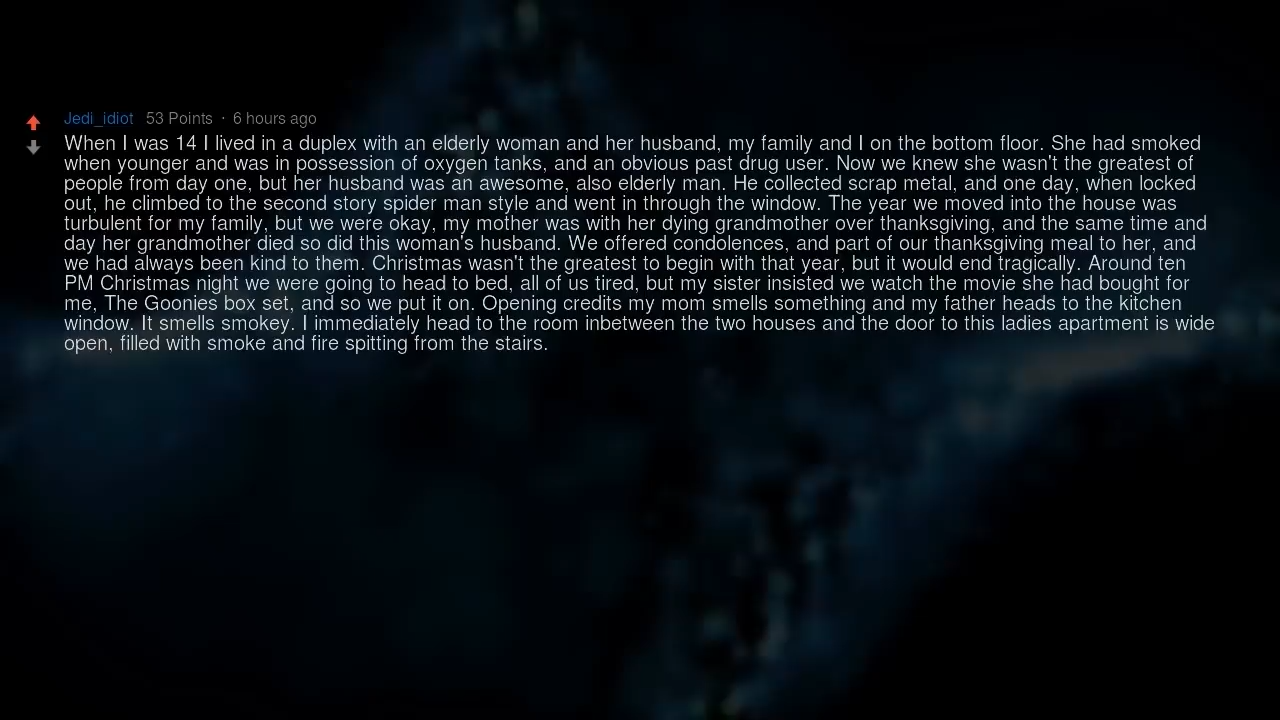 Jedi_idiot 53 Points · 6 hours ago
When I was 14 I lived in a duplex with an elderly woman and her husband, my family and I on the bottom floor. She had smoked
when younger and was in possession of oxygen tanks, and an obvious past drug user. Now we knew she wasn't the greatest of
people from day one, but her husband was an awesome, also elderly man. He collected scrap metal, and one day, when locked
out, he climbed to the second story spider man style and went in through the window. The year we moved into the house was
turbulent for my family, but we were okay, my mother was with her dying grandmother over thanksgiving, and the same time and
day her grandmother died so did this woman's husband. We offered condolences, and part of our thanksgiving meal to her, and
we had always been kind to them. Christmas wasn't the greatest to begin with that year, but it would end tragically. Around ten
PM Christmas night we were going to head to bed, all of us tired, but my sister insisted we watch the movie she had bought for
me, The Goonies box set, and so we put it on. Opening credits my mom smells something and my father heads to the kitchen
window. It smells smokey. I immediately head to the room inbetween the two houses and the door to this ladies apartment is wide
open, filled with smoke and fire spitting from the stairs.